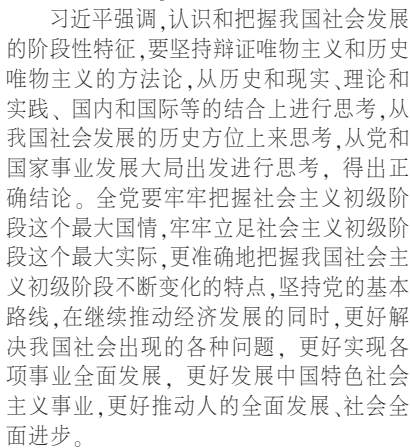 习近平强调,认识和把握我国社会发展
的阶段性特征,要坚持辩证唯物主义和历史
唯物主义的方法论,从历史和现实、理论和
实践、国内和国际等的结合上进行思考,从
我国社会发展的历史方位上来思考,从党和
国家事业发展大局出发进行思考，得出正
确结论。全党要牢牢把握社会主义初级阶
段这个最大国情,牢牢立足社会主义初级阶
段这个最大实际,更准确地把握我国社会主
义初级阶段不断变化的特点,坚持党的基本
路线,在继续推动经济发展的同时,更好解
决我国社会出现的各种问题，更好实现各
项事业全面发展，更好发展中国特色社会
主义事业,更好推动人的全面发展、社会全
面进步。